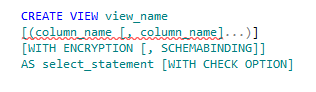 CREATE VIEW view_name
[(column_name [, column_name]...)]
[WITH ENCRYPTION [, SCHEMABINDING]]
AS select_statement [WITH CHECK OPTION]